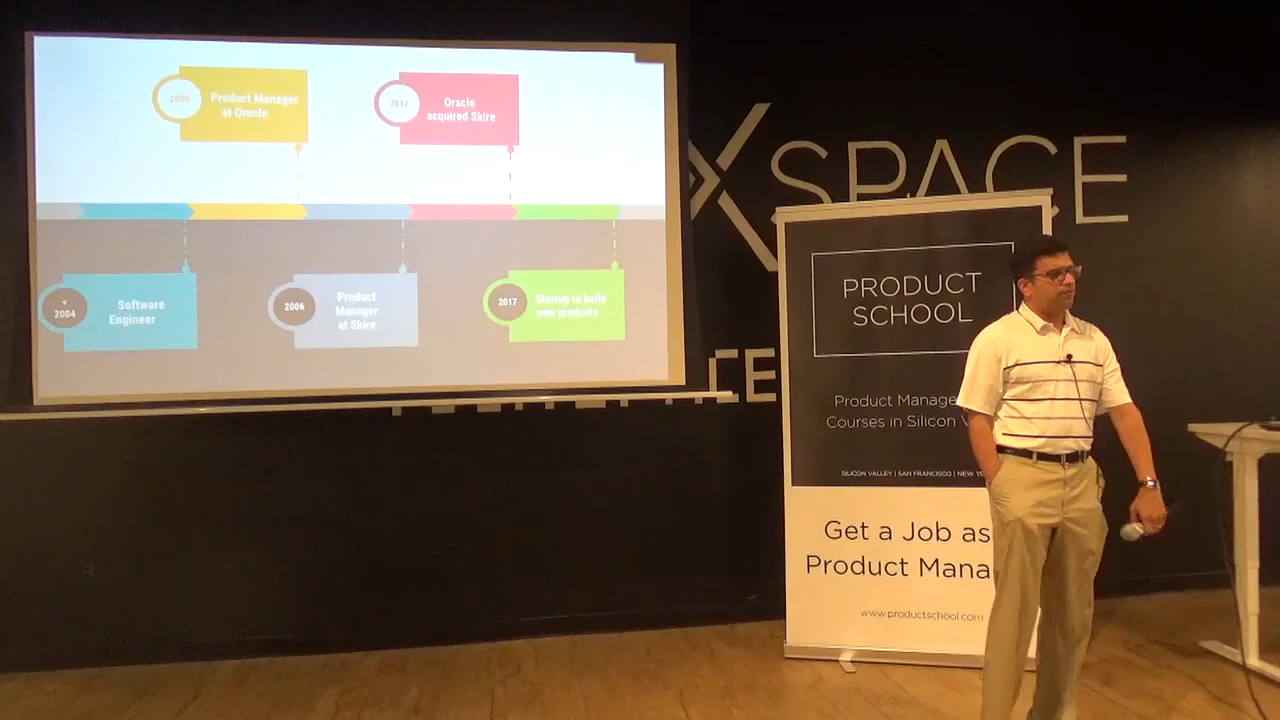 2005
Product Manager
at Oracle
2012
Oracle
acquired Skire
<
2004
Software
Engineer
2006
Product
Manager
at Skire
2017
Startup to build
new products
XSPACE
PRODUCT
SCHOOL
Product Manage
Courses in Silicon V
SILICON VALLEY | SAN FRANCISCO | NEW YO
Get a Job as
Product Mana
www.productschool.com